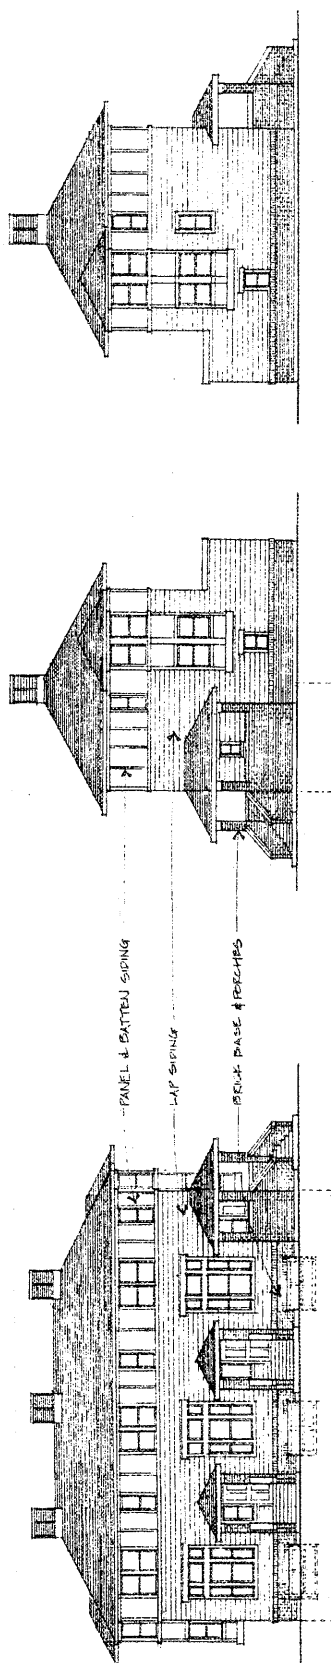 PANEL & BATTEN SIDING
LAP SIDING
BRICK BASE & PORCHES